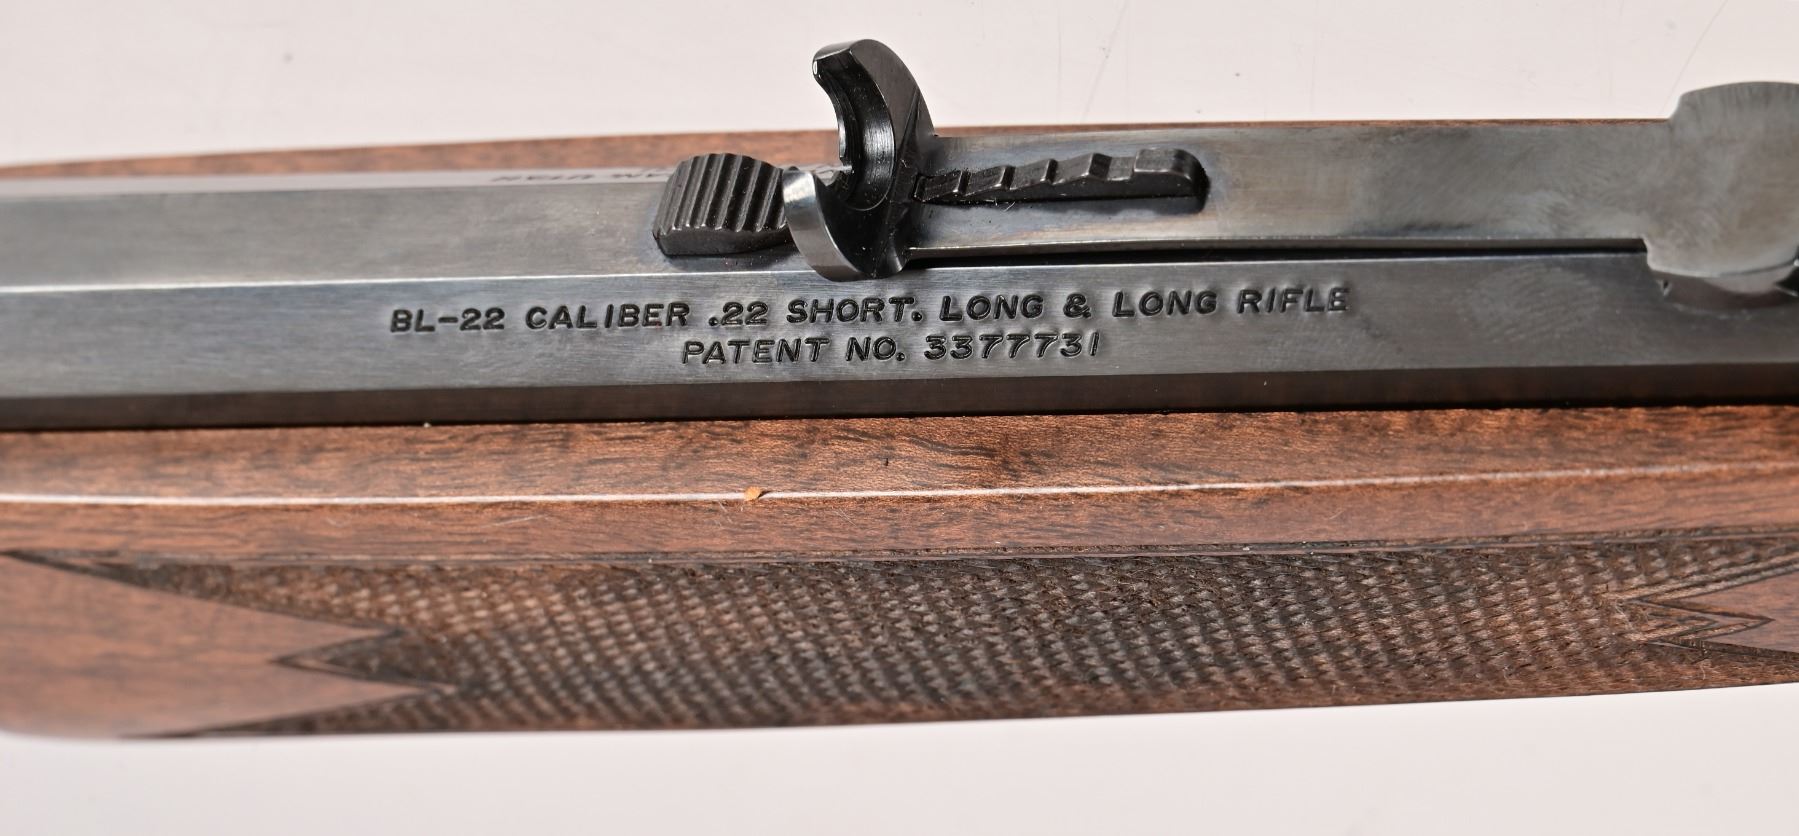 BL-22 CALIBER .22 SHORT. LONG & LONG RIFLE
PATENT NO. 3377731